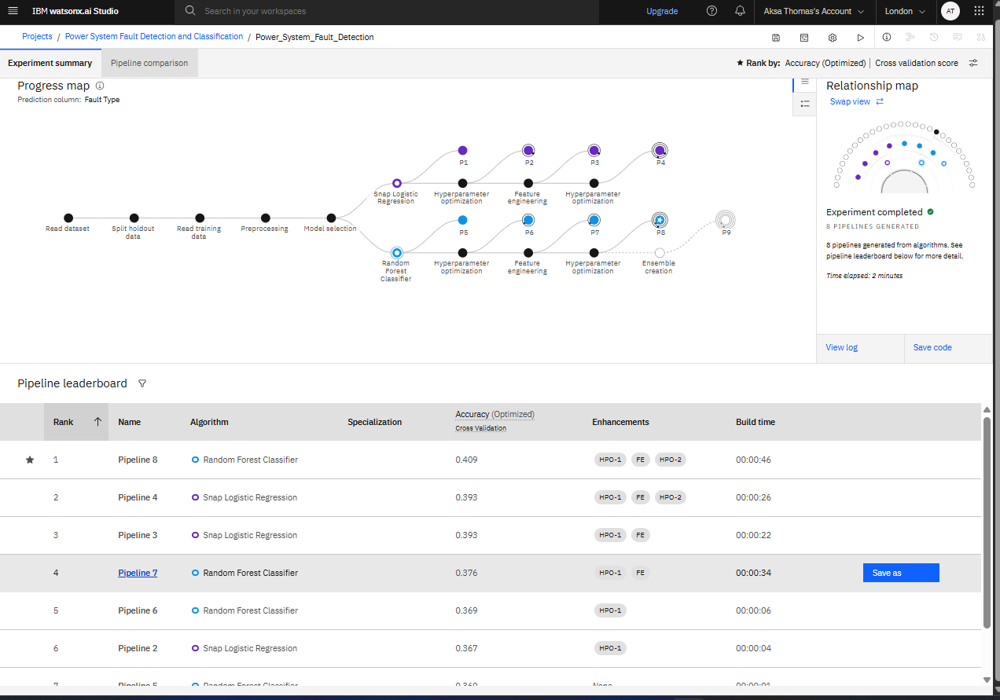 IBM watsonx.ai Studio
Search in your workspaces
Upgrade
Aksa Thomas's Account
London
AT
Projects / Power System Fault Detection and Classification / Power_System_Fault_Detection
Experiment summary
Pipeline comparison
Rank by: Accuracy (Optimized) | Cross validation score
Progress map
Prediction column: Fault Type
Relationship map
Swap view
P1
P2
P3
P4
Snap Logistic
Regression
Hyperparameter
optimization
Feature
engineering
Hyperparameter
optimization
Read dataset
Split holdout
data
Read training
data
Preprocessing
Model selection
P5
P6
P7
P8
P9
Random
Forest
Classifier
Hyperparameter
optimization
Feature
engineering
Hyperparameter
optimization
Ensemble
creation
Experiment completed
8 PIPELINES GENERATED
8 pipelines generated from algorithms. See
pipeline leaderboard below for more detail.
Time elapsed: 2 minutes
View log
Save code
Pipeline leaderboard
Rank Name Algorithm Specialization Accuracy (Optimized) Enhancements Build time
Cross Validation
1 Pipeline 8 Random Forest Classifier 0.409 HPO-1 FE HPO-2 00:00:46
2 Pipeline 4 Snap Logistic Regression 0.393 HPO-1 FE HPO-2 00:00:26
3 Pipeline 3 Snap Logistic Regression 0.393 HPO-1 FE 00:00:22
4 Pipeline 7 Random Forest Classifier 0.376 HPO-1 FE 00:00:34 Save as
5 Pipeline 6 Random Forest Classifier 0.369 HPO-1 00:00:06
6 Pipeline 2 Snap Logistic Regression 0.367 HPO-1 00:00:04
7 Pipeline 5 Random Forest Classifier 0.360 None 00:00:01